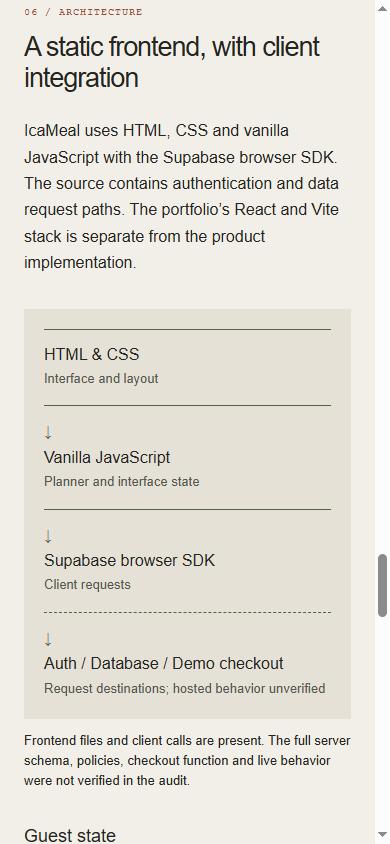 06 / ARCHITECTURE
A static frontend, with client
integration
IcaMeal uses HTML, CSS and vanilla
JavaScript with the Supabase browser SDK.
The source contains authentication and data
request paths. The portfolio’s React and Vite
stack is separate from the product
implementation.
HTML & CSS
Interface and layout
↓
Vanilla JavaScript
Planner and interface state
↓
Supabase browser SDK
Client requests
↓
Auth / Database / Demo checkout
Request destinations; hosted behavior unverified
Frontend files and client calls are present. The full server
schema, policies, checkout function and live behavior
were not verified in the audit.
Guest state